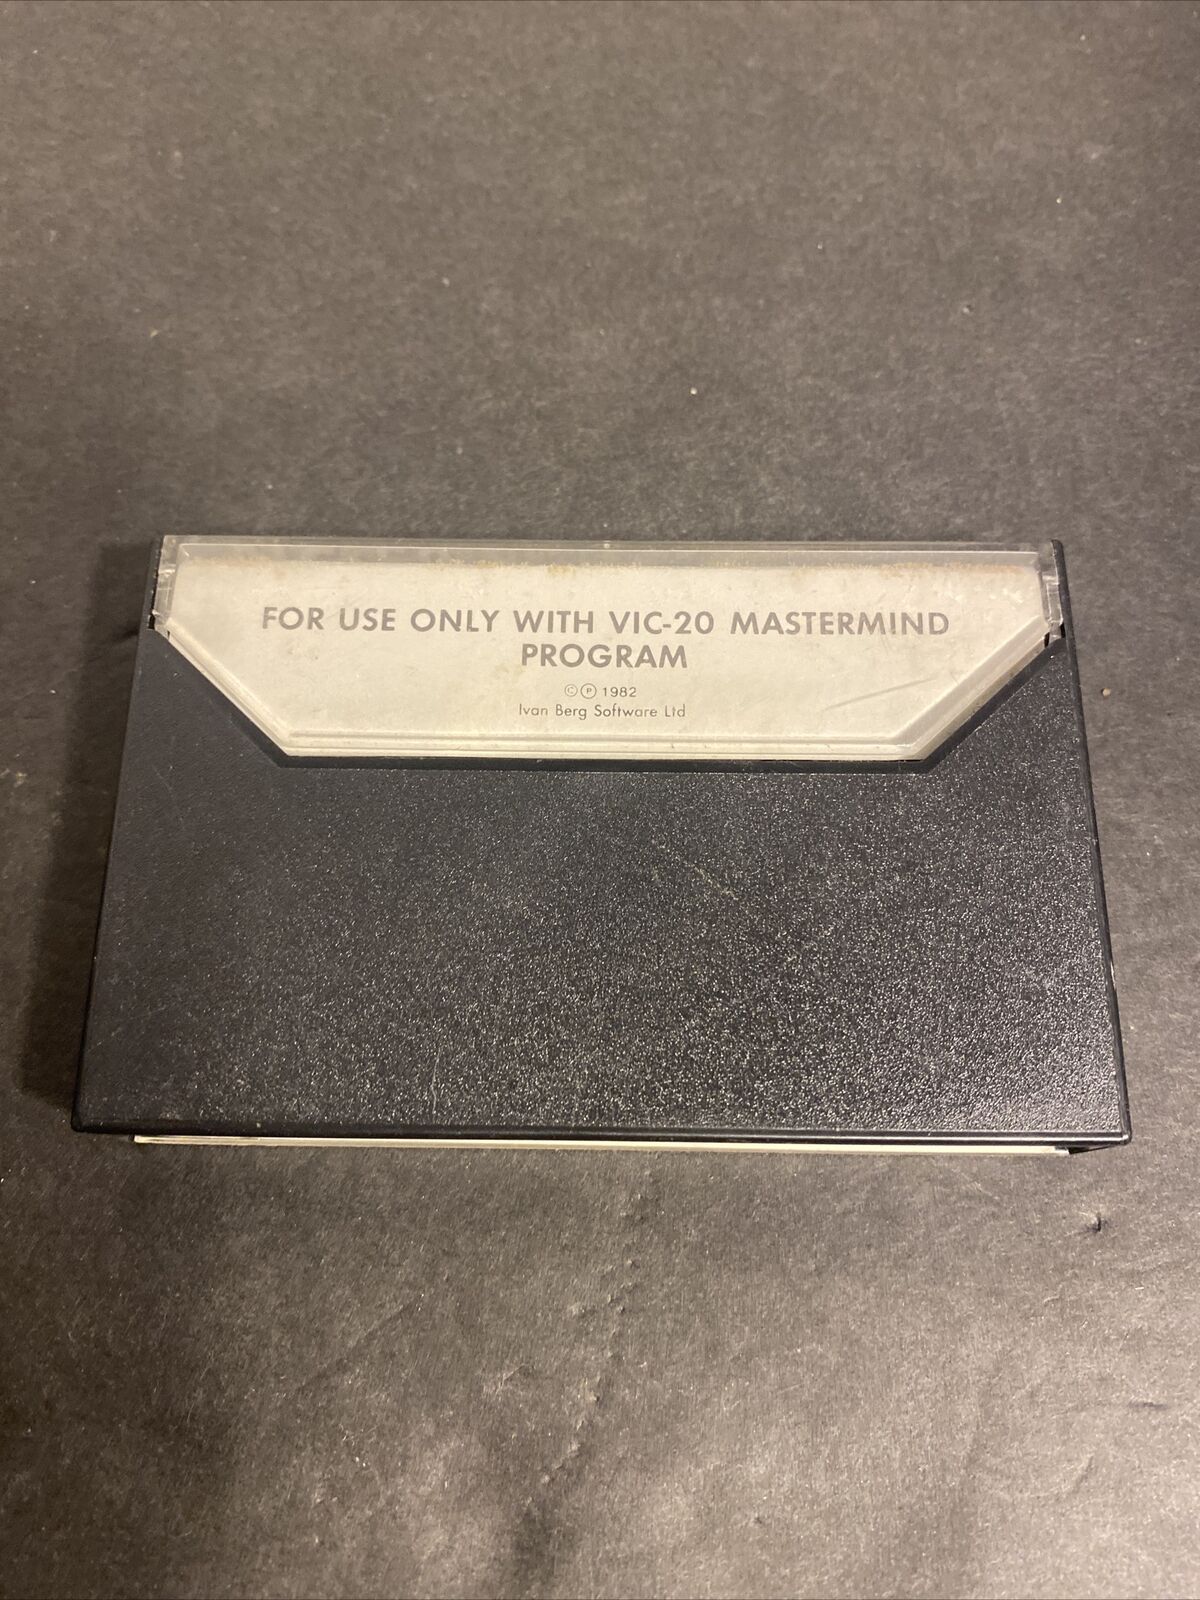 FOR USE ONLY WITH VIC-20 MASTERMIND
PROGRAM
©℗ 1982
Ivan Berg Software Ltd